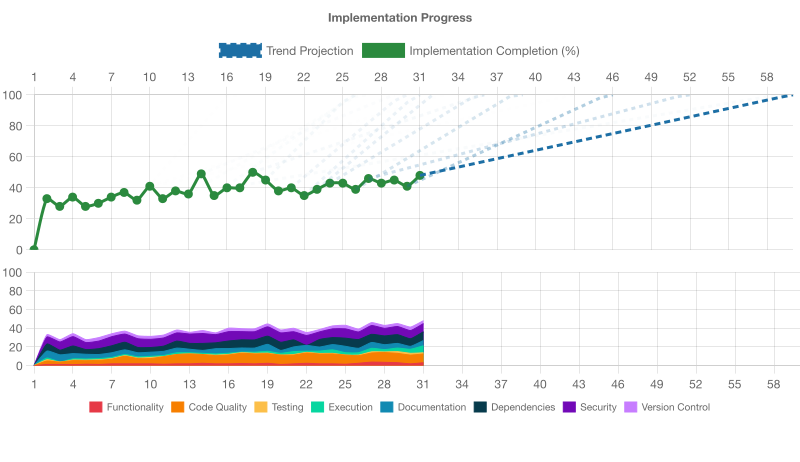 Implementation Progress
Trend Projection Implementation Completion (%)
1 4 7 10 13 16 19 22 25 28 31 34 37 40 43 46 49 52 55 58
100
80
60
40
20
0
100
80
60
40
20
0
1 4 7 10 13 16 19 22 25 28 31 34 37 40 43 46 49 52 55 58
Functionality Code Quality Testing Execution Documentation Dependencies Security Version Control